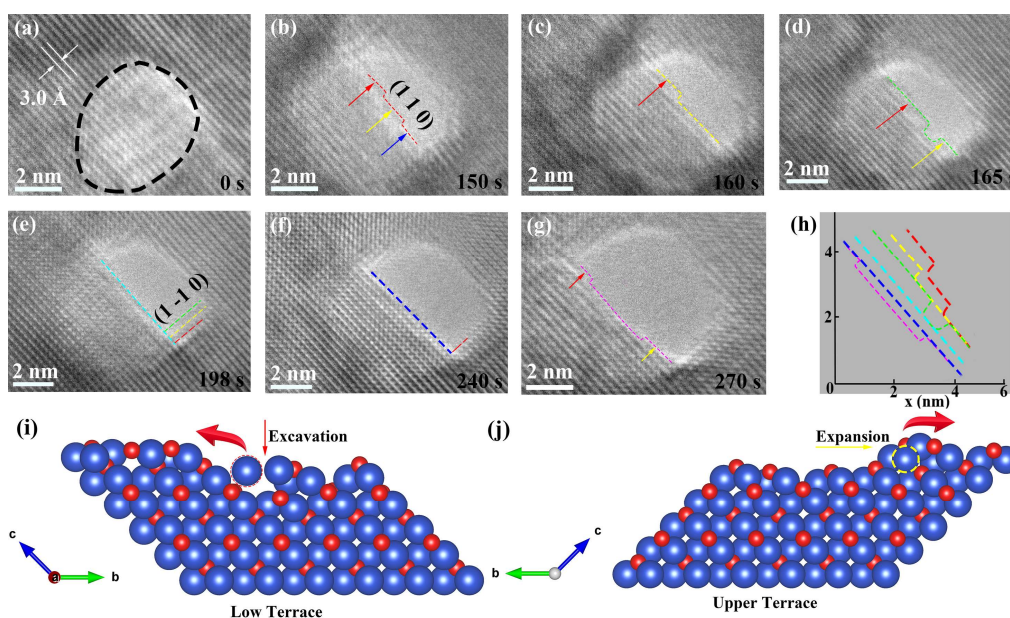 (a)
3.0 Å
2 nm
0 s
(b)
(1 1 0)
2 nm
150 s
(c)
2 nm
160 s
(d)
2 nm
165 s
(e)
(1-1 0)
2 nm
198 s
(f)
2 nm
240 s
(g)
2 nm
270 s
(h)
4
2
0
0 2 4 6
x (nm)
(i)
Excavation
c
a
b
Low Terrace
(j)
Expansion
c
b
Upper Terrace